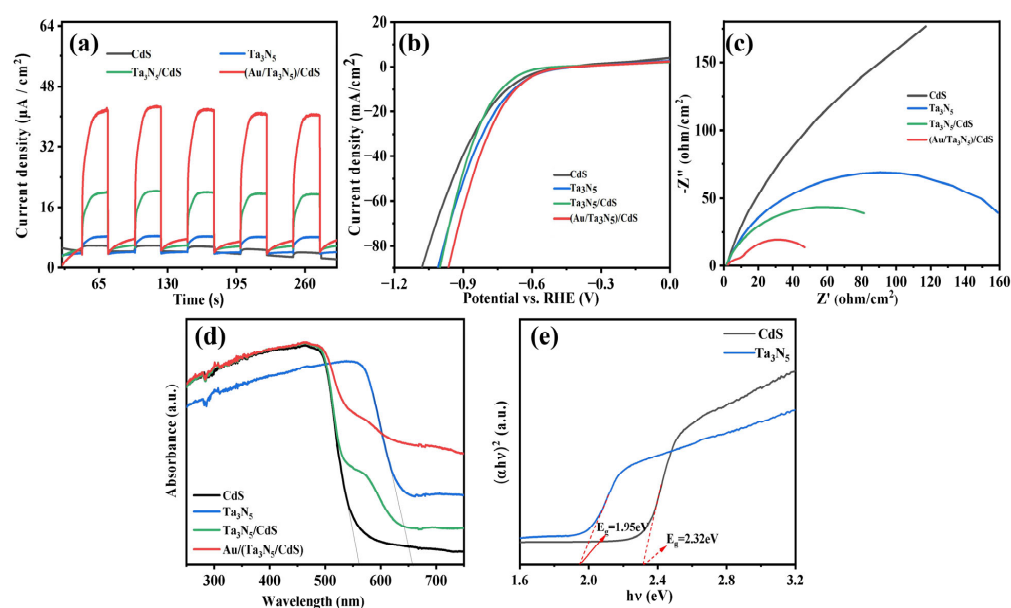 (a)
CdS
Ta3N5
Ta3N5/CdS
(Au/Ta3N5)/CdS
Current density (μA / cm²)
64
48
32
16
0
65
130
195
260
Time (s)
(b)
Current density (mA/cm²)
20
0
−20
−40
−60
−80
CdS
Ta3N5
Ta3N5/CdS
(Au/Ta3N5)/CdS
−1.2
−0.9
−0.6
−0.3
0.0
Potential vs. RHE (V)
(c)
-Z'' (ohm/cm²)
150
100
50
0
CdS
Ta3N5
Ta3N5/CdS
(Au/Ta3N5)/CdS
0
20
40
60
80
100
120
140
160
Z' (ohm/cm²)
(d)
Absorbance (a.u.)
CdS
Ta3N5
Ta3N5/CdS
Au/(Ta3N5/CdS)
300
400
500
600
700
Wavelength (nm)
(e)
CdS
Ta3N5
(αhν)² (a.u.)
Eg=1.95eV
Eg=2.32eV
1.6
2.0
2.4
2.8
3.2
hν (eV)